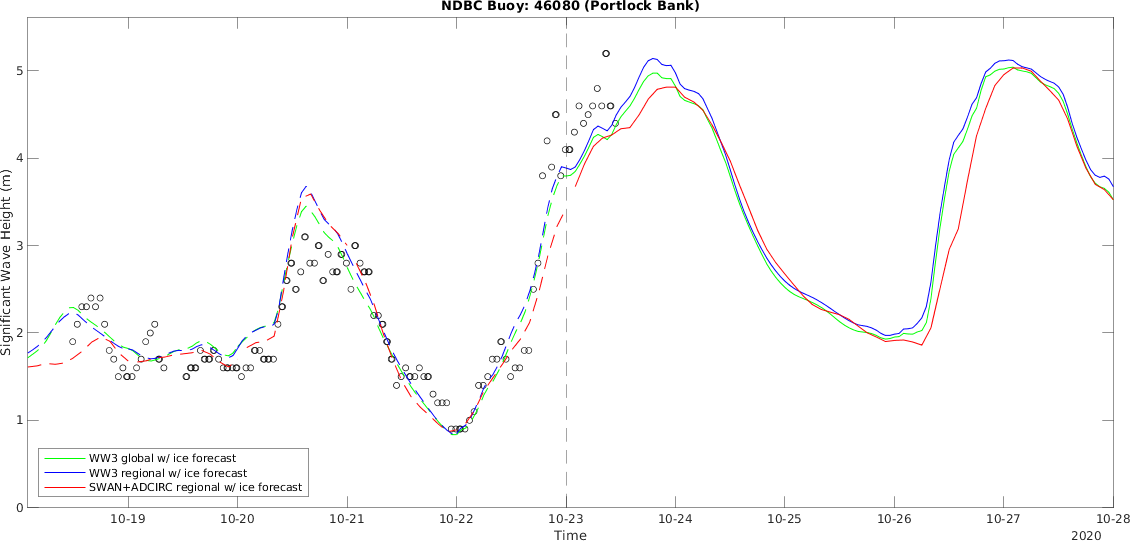 NDBC Buoy: 46080 (Portlock Bank)
Significant Wave Height (m)
5
4
3
2
1
0
WW3 global w/ ice forecast
WW3 regional w/ ice forecast
SWAN+ADCIRC regional w/ ice forecast
10-19 10-20 10-21 10-22 10-23 10-24 10-25 10-26 10-27 10-28
Time
2020